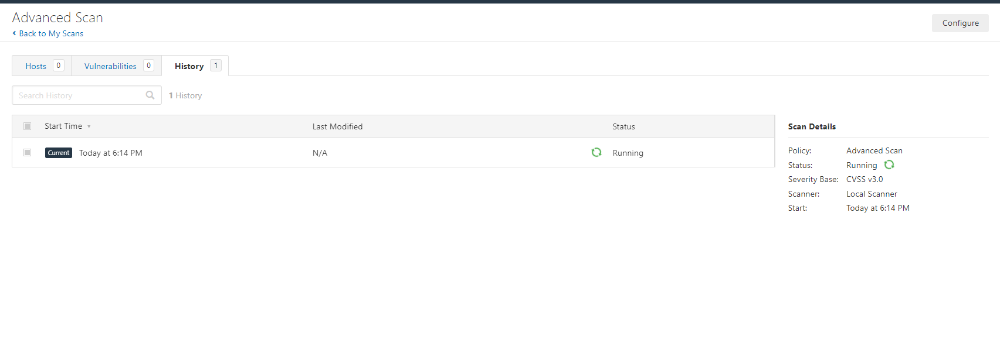 Advanced Scan
Back to My Scans
Configure
Hosts 0 Vulnerabilities 0 History 1
Search History 1 History
Start Time Last Modified Status
Current Today at 6:14 PM N/A Running
Scan Details
Policy: Advanced Scan
Status: Running
Severity Base: CVSS v3.0
Scanner: Local Scanner
Start: Today at 6:14 PM